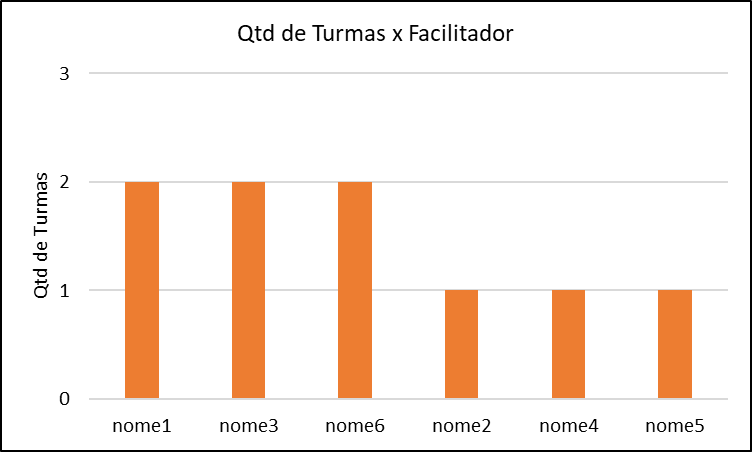 Qtd de Turmas x Facilitador
Qtd de Turmas
3
2
1
0
nome1 nome3 nome6 nome2 nome4 nome5